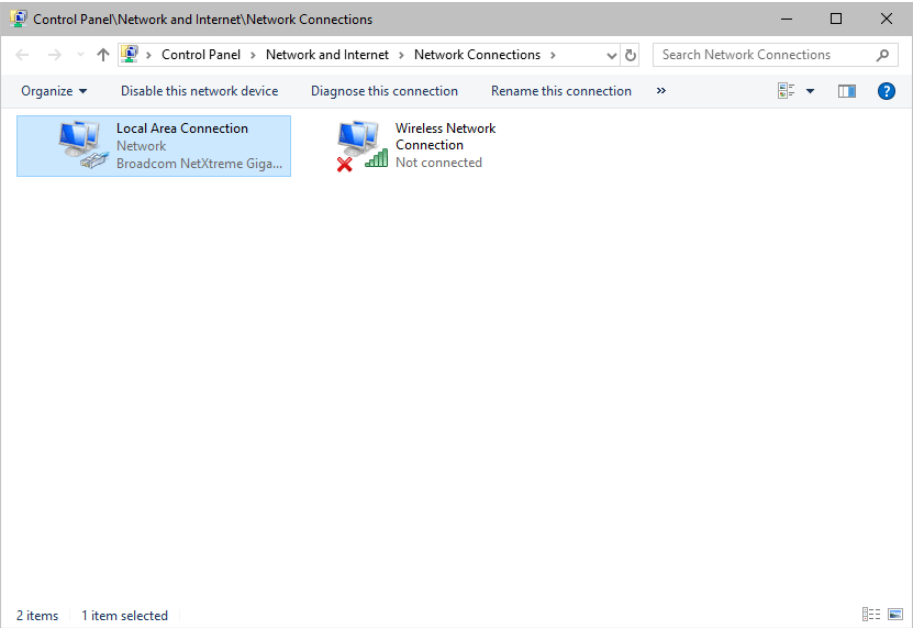 Control Panel\Network and Internet\Network Connections
Control Panel > Network and Internet > Network Connections >
Search Network Connections
Organize
Disable this network device
Diagnose this connection
Rename this connection
»
Local Area Connection
Network
Broadcom NetXtreme Giga...
Wireless Network
Connection
Not connected
2 items
1 item selected